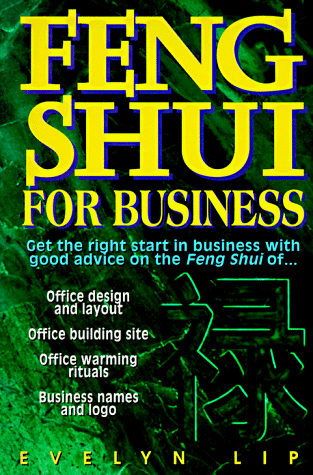 FENG
SHUI
FOR BUSINESS
Get the right start in business with
good advice on the Feng Shui of...
Office design
and layout
Office building site
Office warming
rituals
Business names
and logo
禄
EVELYN LIP